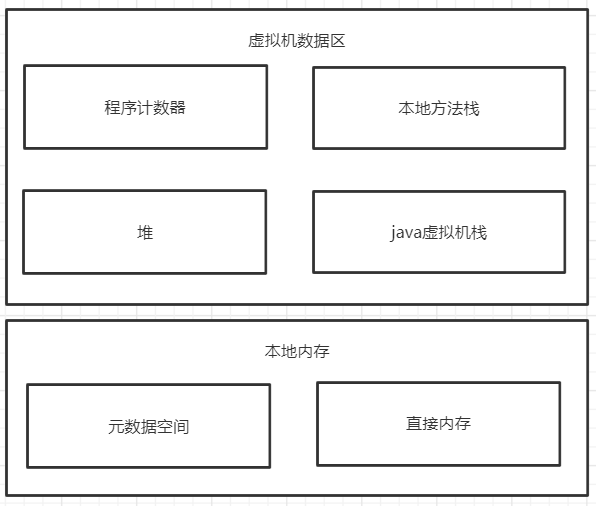 虚拟机数据区
程序计数器
本地方法栈
堆
java虚拟机栈
本地内存
元数据空间
直接内存